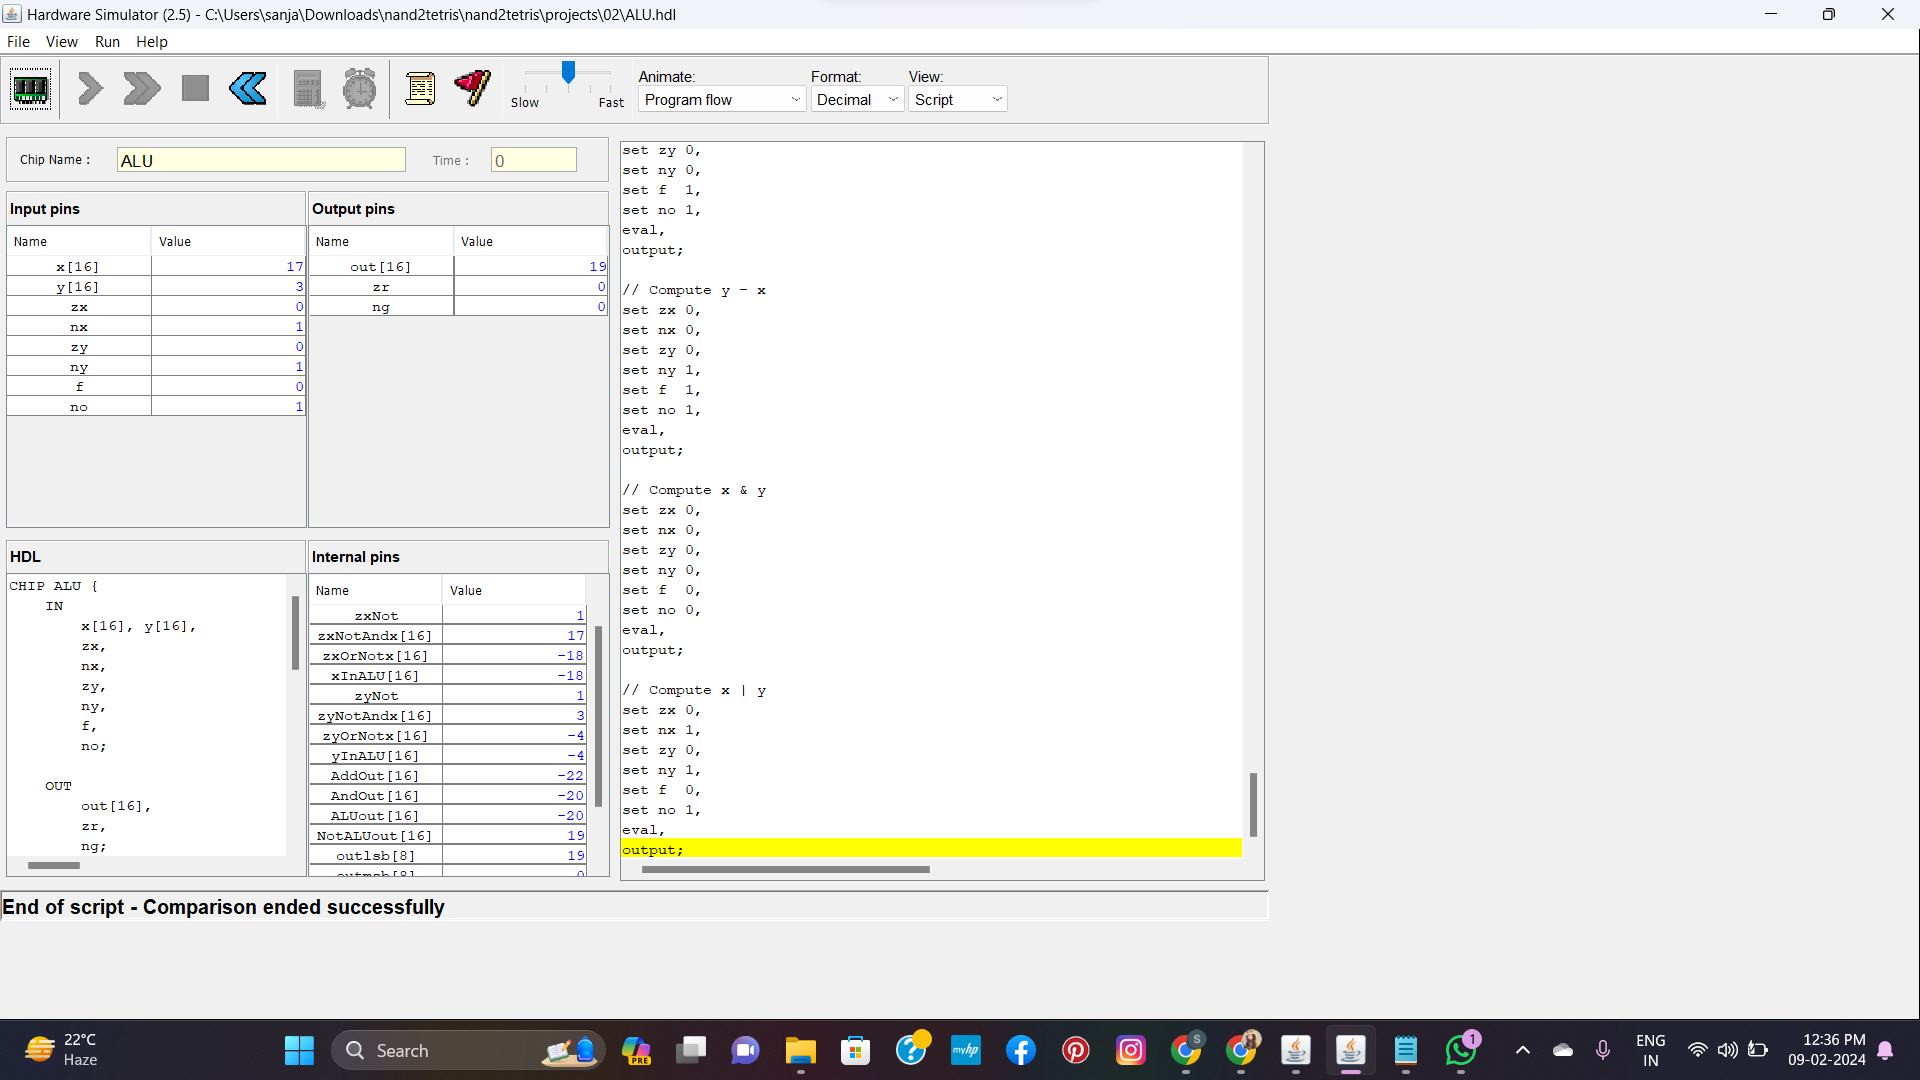 Hardware Simulator (2.5) - C:\Users\sanja\Downloads\nand2tetris\nand2tetris\projects\02\ALU.hdl
File View Run Help
Slow Fast
Animate: Format: View:
Program flow Decimal Script
Chip Name : ALU Time : 0
Input pins
Name Value
x[16] 17
y[16] 3
zx 0
nx 1
zy 0
ny 1
f 0
no 1
Output pins
Name Value
out[16] 19
zr 0
ng 0
HDL
CHIP ALU {
IN
x[16], y[16],
zx,
nx,
zy,
ny,
f,
no;
OUT
out[16],
zr,
ng;
Internal pins
Name Value
zxNot 1
zxNotAndx[16] 17
zxOrNotx[16] -18
xInALU[16] -18
zyNot 1
zyNotAndx[16] 3
zyOrNotx[16] -4
yInALU[16] -4
AddOut[16] -22
AndOut[16] -20
ALUout[16] -20
NotALUout[16] 19
outlsb[8] 19
outmsb[8] 0
set zy 0,
set ny 0,
set f  1,
set no 1,
eval,
output;
// Compute y - x
set zx 0,
set nx 0,
set zy 0,
set ny 1,
set f  1,
set no 1,
eval,
output;
// Compute x & y
set zx 0,
set nx 0,
set zy 0,
set ny 0,
set f  0,
set no 0,
eval,
output;
// Compute x | y
set zx 0,
set nx 1,
set zy 0,
set ny 1,
set f  0,
set no 1,
eval,
output;
End of script - Comparison ended successfully
22°C
Haze
Search
PRE
myhp
S
1
ENG
IN
12:36 PM
09-02-2024